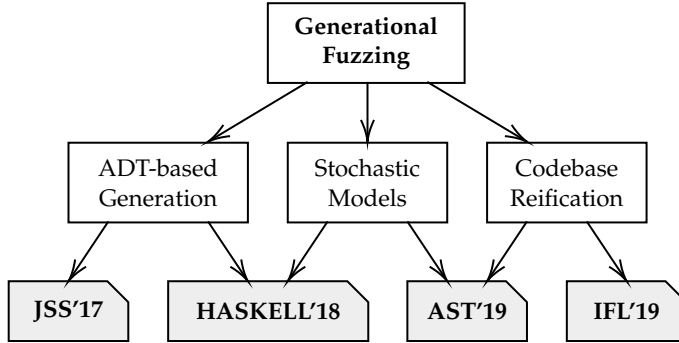 Generational
Fuzzing
ADT-based
Generation
Stochastic
Models
Codebase
Reification
JSS’17
HASKELL’18
AST’19
IFL’19